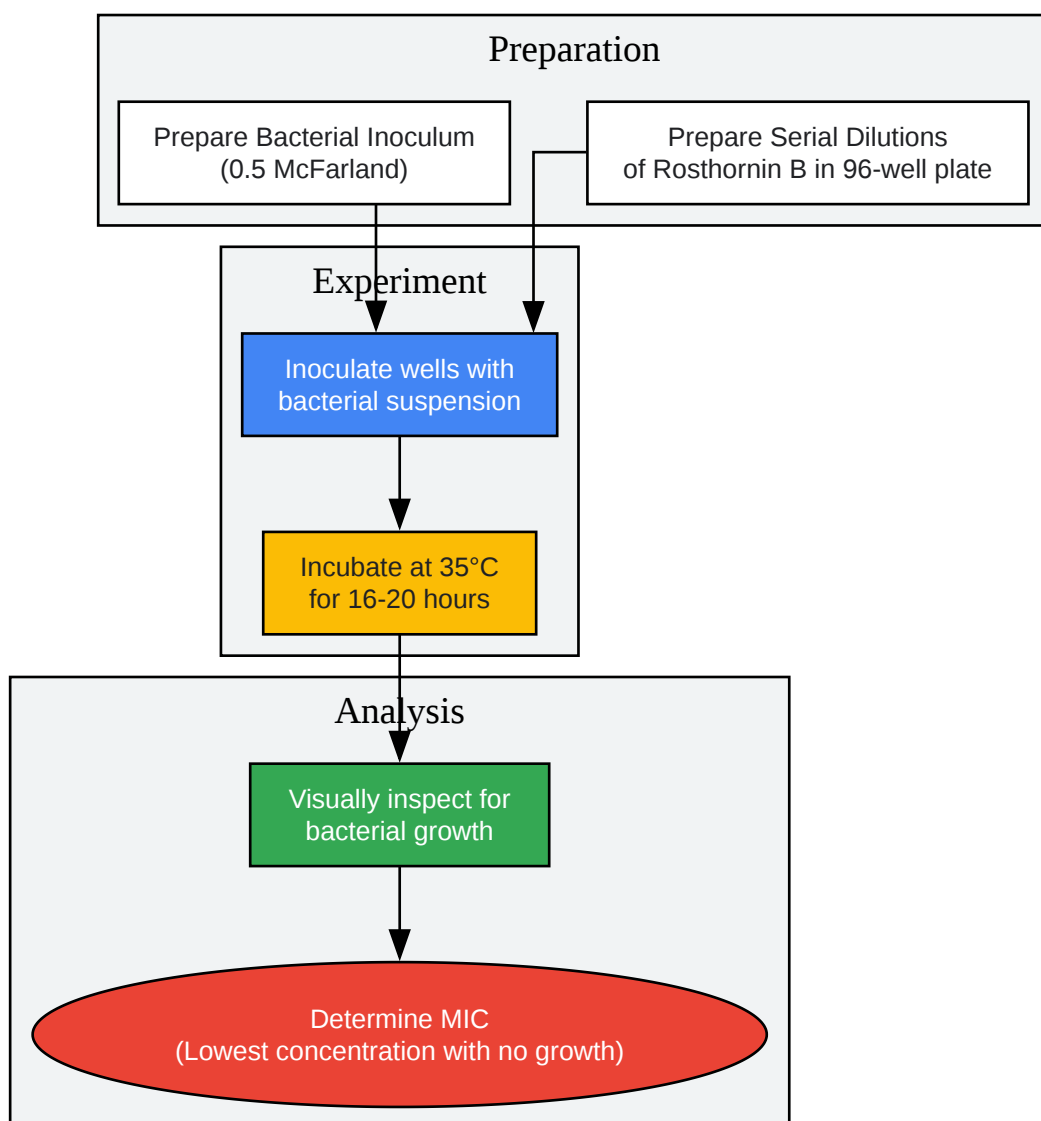 Preparation
Prepare Bacterial Inoculum
(0.5 McFarland)
Prepare Serial Dilutions
of Rosthornin B in 96-well plate
Experiment
Inoculate wells with
bacterial suspension
Incubate at 35°C
for 16-20 hours
Analysis
Visually inspect for
bacterial growth
Determine MIC
(Lowest concentration with no growth)